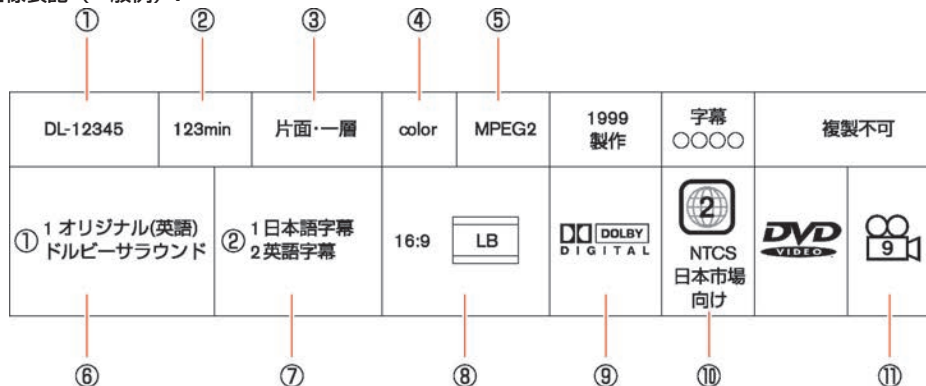 ① ② ③ ④ ⑤
DL-12345
123min
片面・一層
color
MPEG2
1999
製作
字幕
○○○○
複製不可
① 1 オリジナル(英語)
ドルビーサラウンド
② 1 日本語字幕
2 英語字幕
16:9
LB
DOLBY
DIGITAL
2
NTCS
日本市場
向け
DVD
VIDEO
9
⑥ ⑦ ⑧ ⑨ ⑩ ⑪